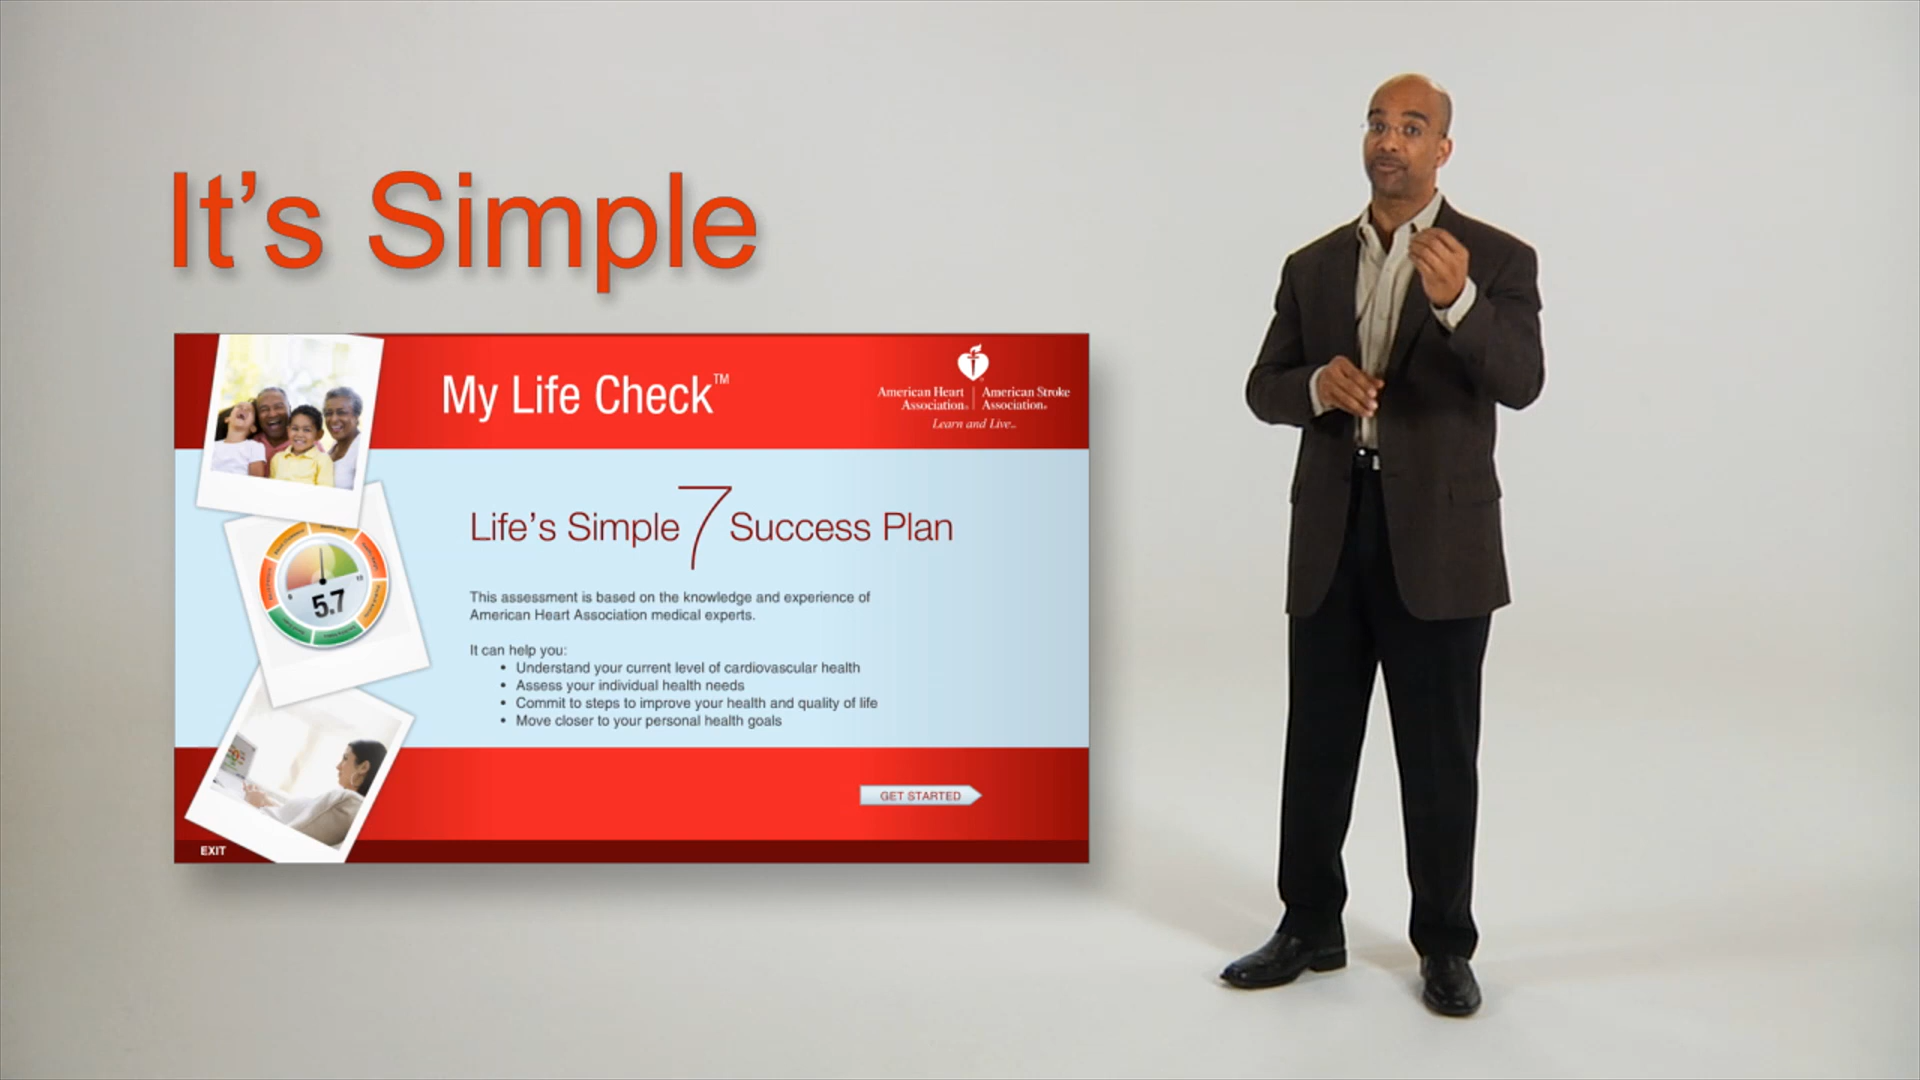 It’s Simple
My Life Check™
American Heart Association® | American Stroke Association®
Learn and Live™
Life’s Simple 7 Success Plan
This assessment is based on the knowledge and experience of
American Heart Association medical experts.
It can help you:
• Understand your current level of cardiovascular health
• Assess your individual health needs
• Commit to steps to improve your health and quality of life
• Move closer to your personal health goals
0
10
5.7
GET STARTED
EXIT